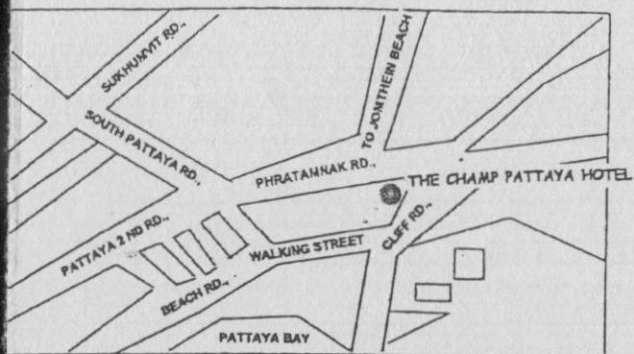 SUKHUMVIT RD.,
SOUTH PATTAYA RD.,
TO JOMTHERN BEACH
PHRATAMNAK RD.,
THE CHAMP PATTAYA HOTEL
PATTAYA 2 ND RD.,
WALKING STREET
CLIFF RD.,
BEACH RD.,
PATTAYA BAY